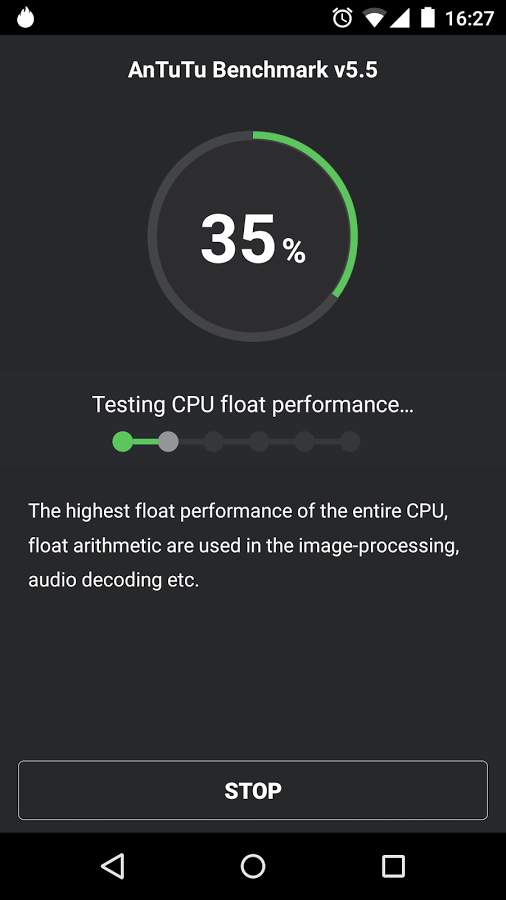 16:27
AnTuTu Benchmark v5.5
35%
Testing CPU float performance...
The highest float performance of the entire CPU,
float arithmetic are used in the image-processing,
audio decoding etc.
STOP